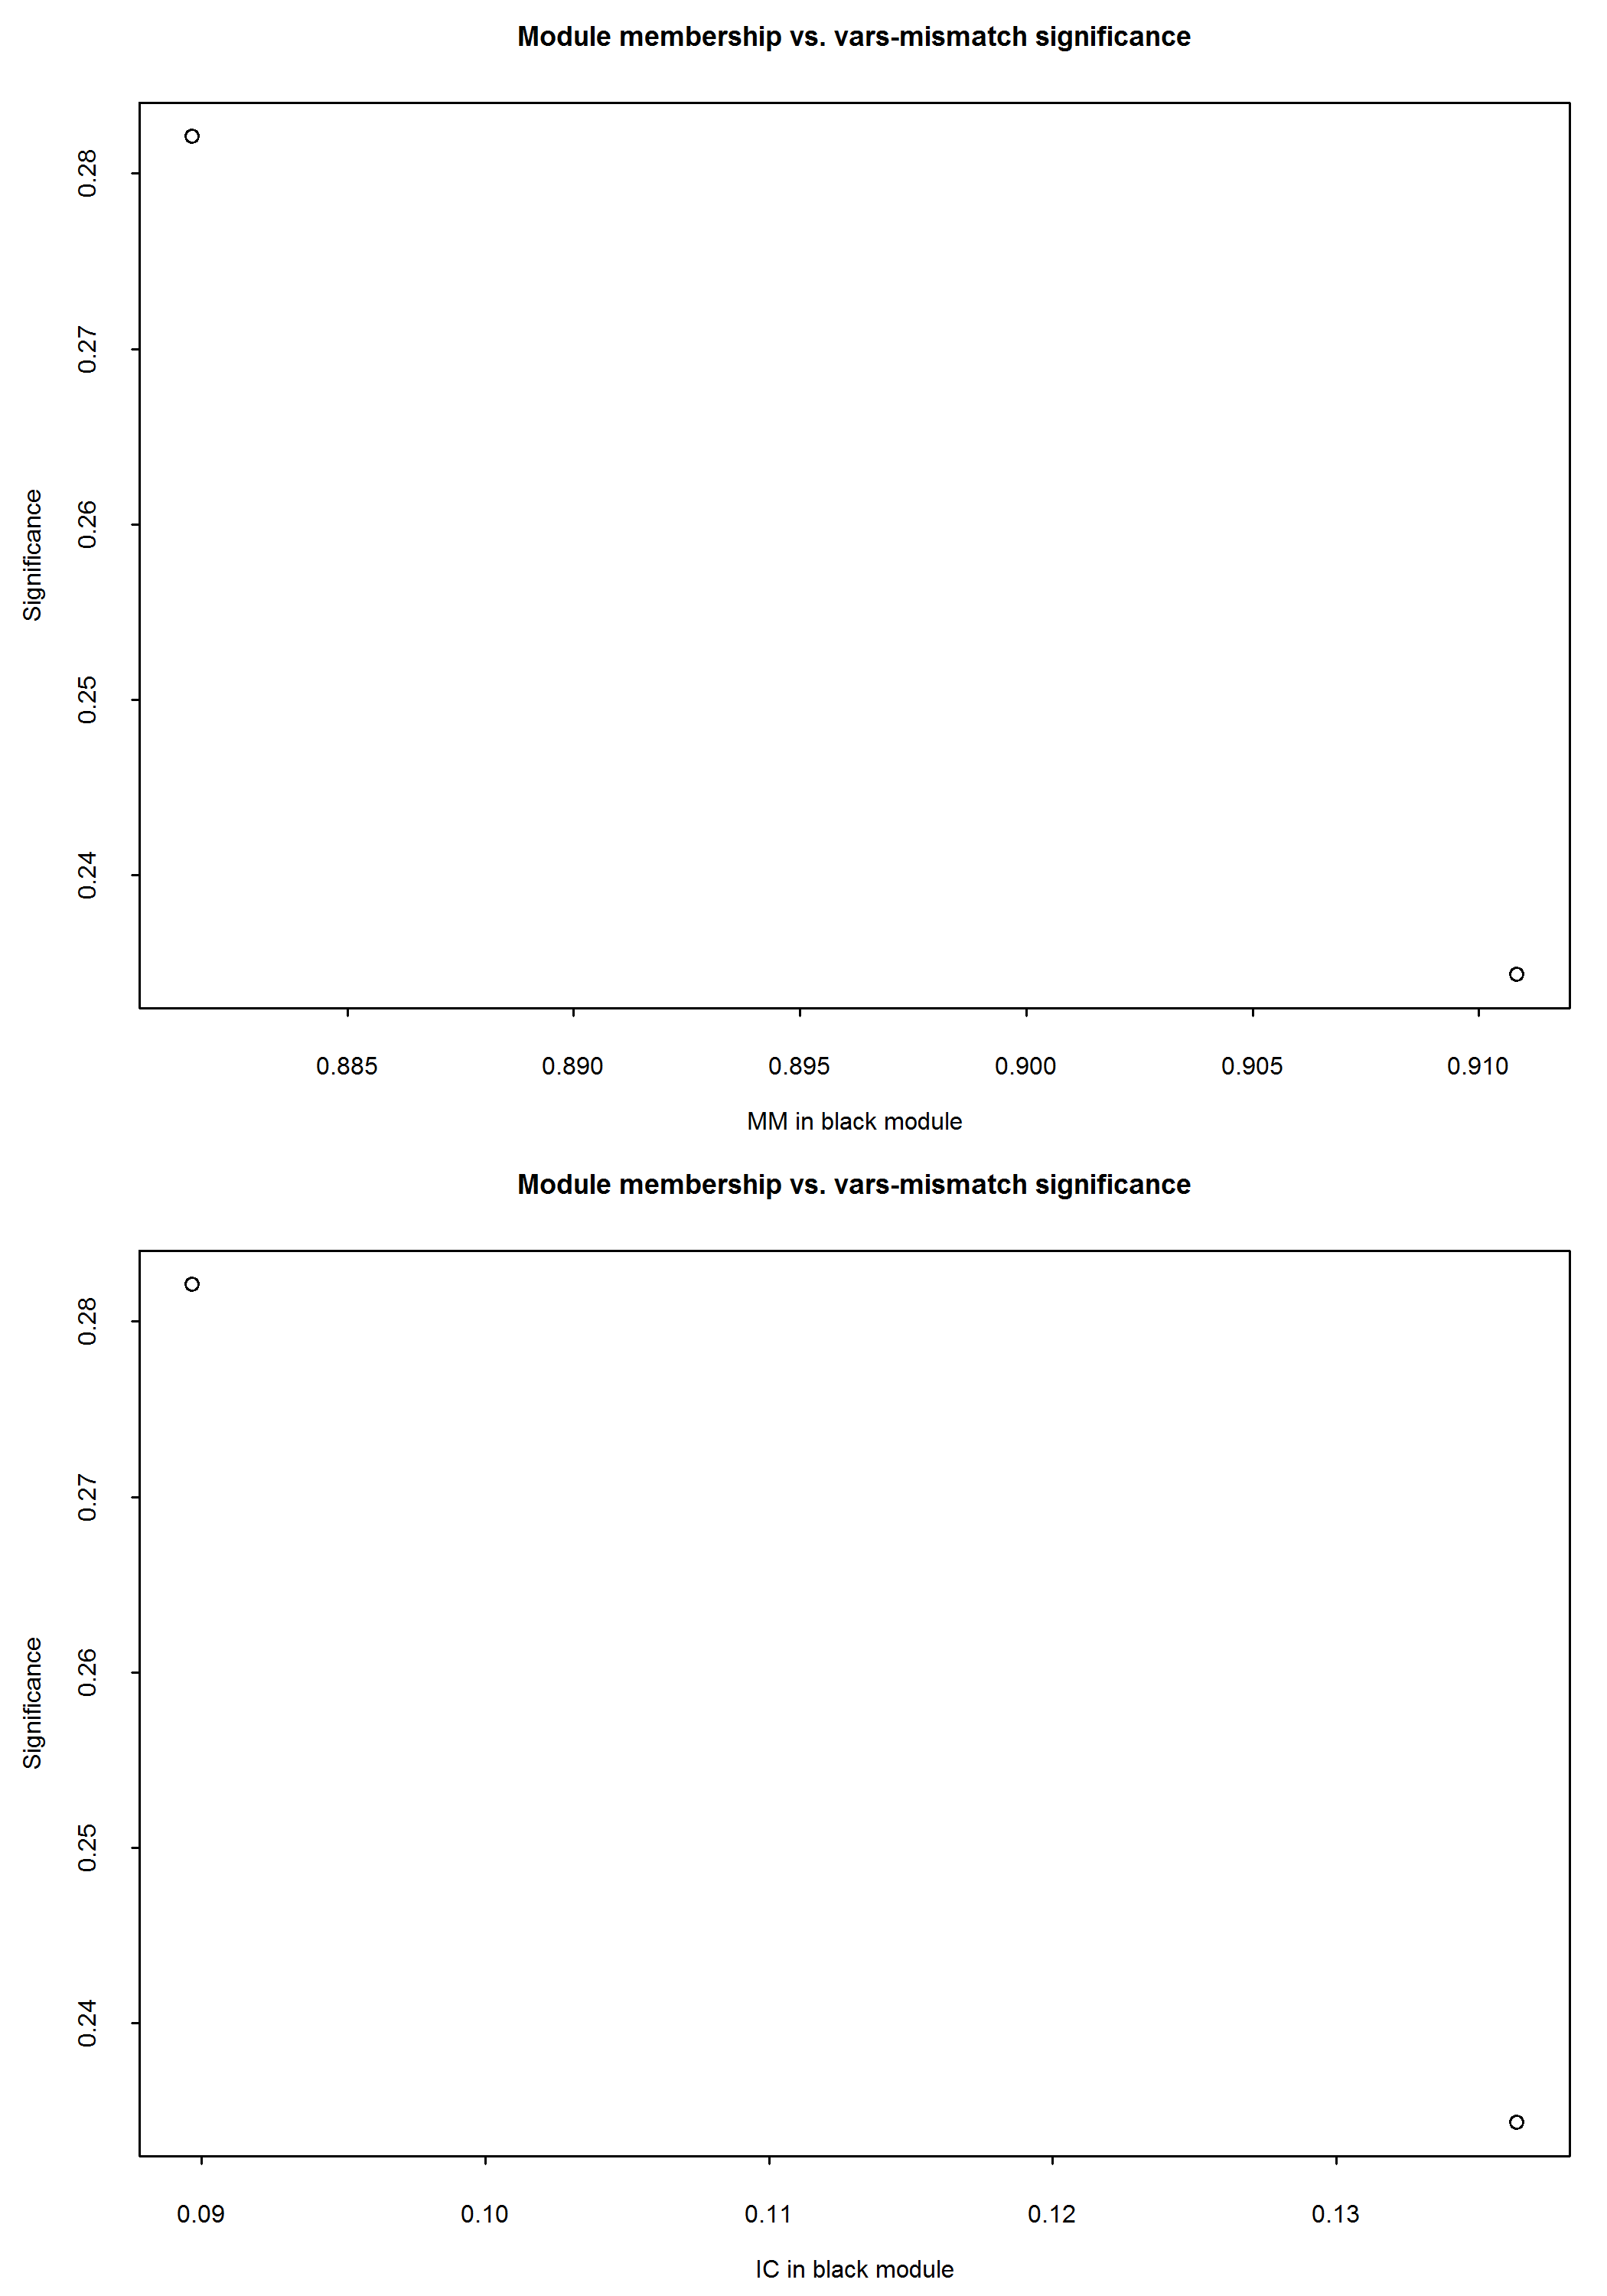 Module membership vs. vars-mismatch significance
0.28
0.27
0.26
0.25
0.24
Significance
0.885 0.890 0.895 0.900 0.905 0.910
MM in black module
Module membership vs. vars-mismatch significance
0.28
0.27
0.26
0.25
0.24
Significance
0.09 0.10 0.11 0.12 0.13
IC in black module